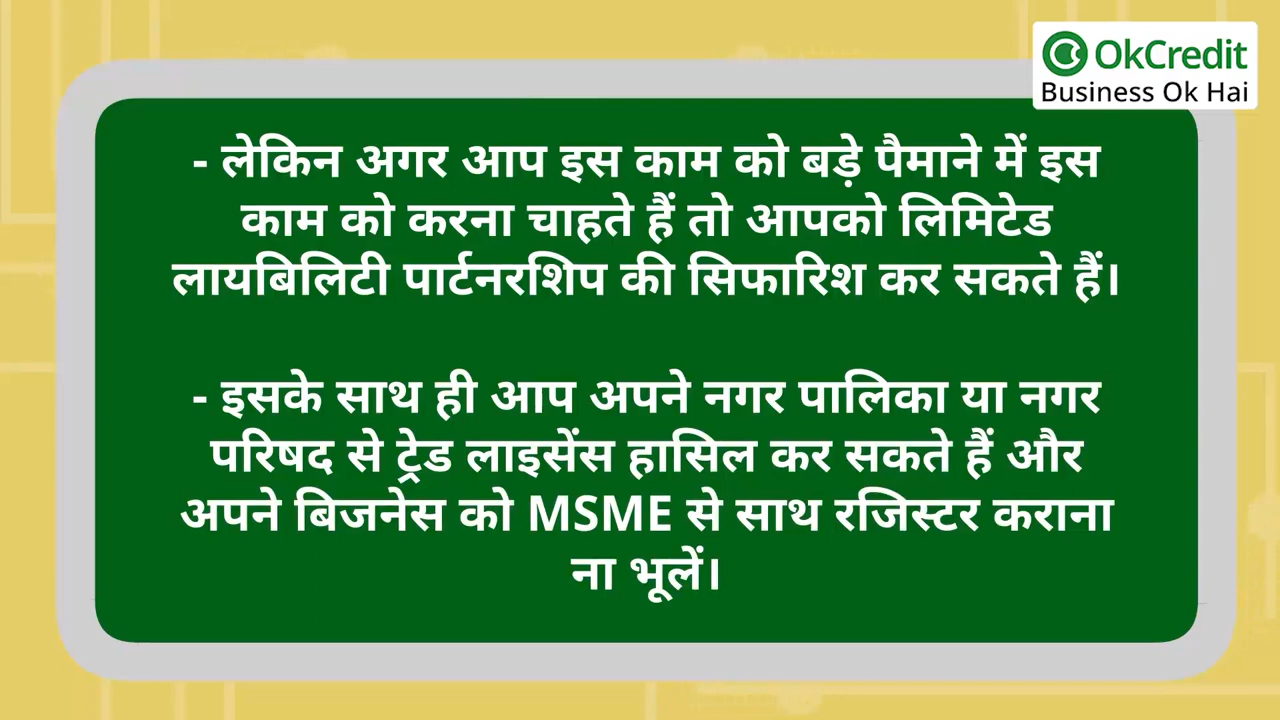 OkCredit
Business Ok Hai
- लेकिन अगर आप इस काम को बड़े पैमाने में इस
काम को करना चाहते हैं तो आपको लिमिटेड
लायबिलिटी पार्टनरशिप की सिफारिश कर सकते हैं।
- इसके साथ ही आप अपने नगर पालिका या नगर
परिषद से ट्रेड लाइसेंस हासिल कर सकते हैं और
अपने बिजनेस को MSME से साथ रजिस्टर कराना
ना भूलें।